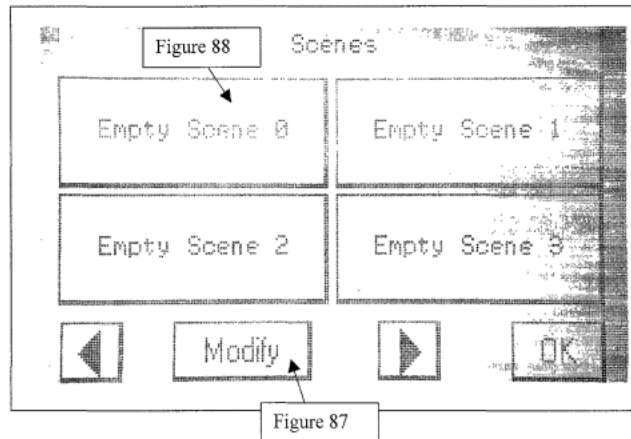 Figure 88
Scenes
Empty Scene 0
Empty Scene 1
Empty Scene 2
Empty Scene 3
Modify
OK
Figure 87